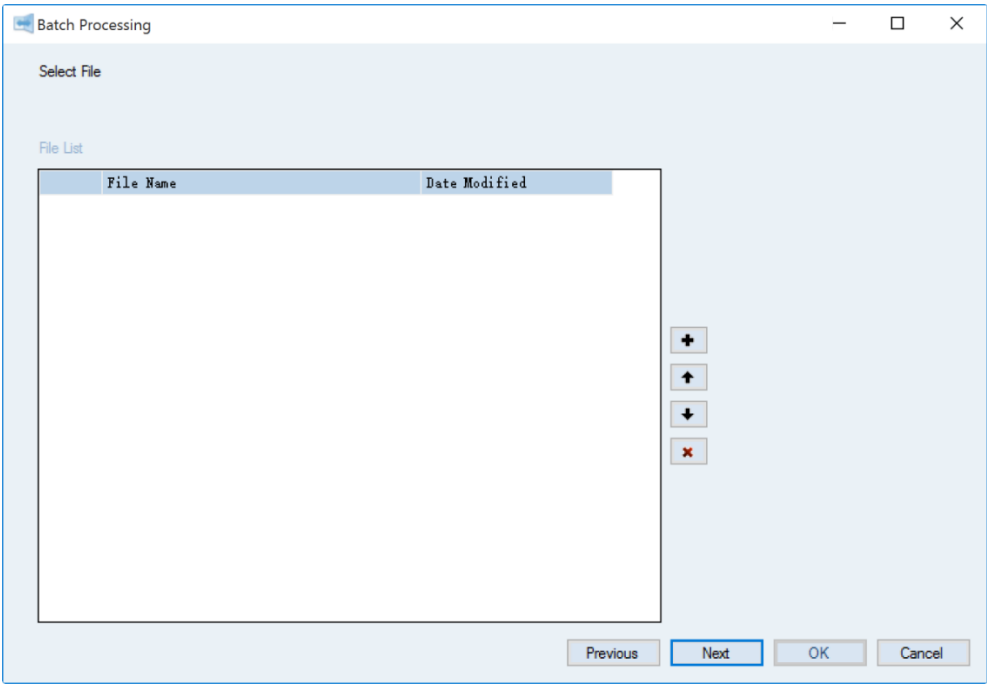 Batch Processing
Select File
File List
File Name Date Modified
Previous Next OK Cancel